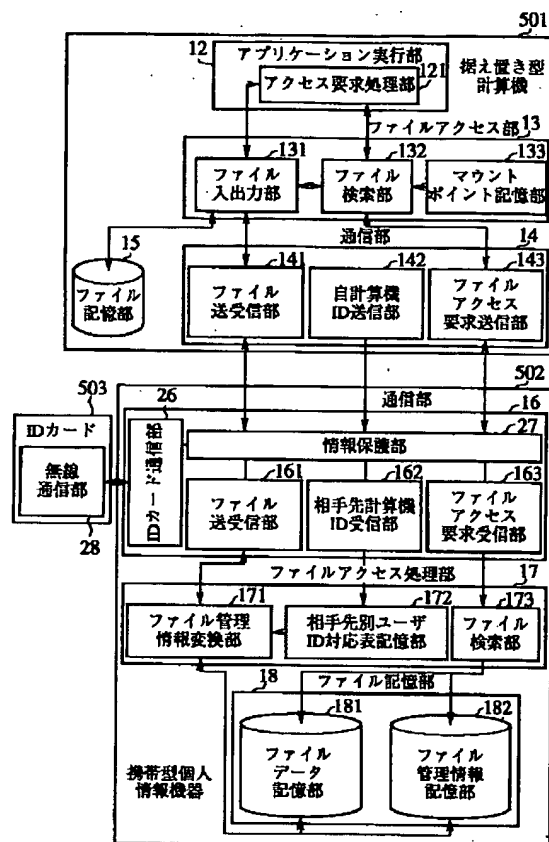 501
12
アプリケーション実行部
アクセス要求処理部
121
据え置き型
計算機
ファイルアクセス部
13
131
132
133
ファイル
入出力部
ファイル
検索部
マウント
ポイント記憶部
通信部
14
15
ファイル
記憶部
141
142
143
ファイル
送受信部
自計算機
ID送信部
ファイル
アクセス
要求送信部
502
503
通信部
16
26
27
IDカード
無線
通信部
28
IDカード通信部
情報保護部
161
162
163
ファイル
送受信部
相手先計算機
ID受信部
ファイル
アクセス
要求受信部
ファイルアクセス処理部
17
171
172
173
ファイル管理
情報変換部
相手先別ユーザ
ID対応表記憶部
ファイル
検索部
ファイル記憶部
18
181
182
ファイル
データ
記憶部
ファイル
管理情報
記憶部
携帯型個人
情報機器